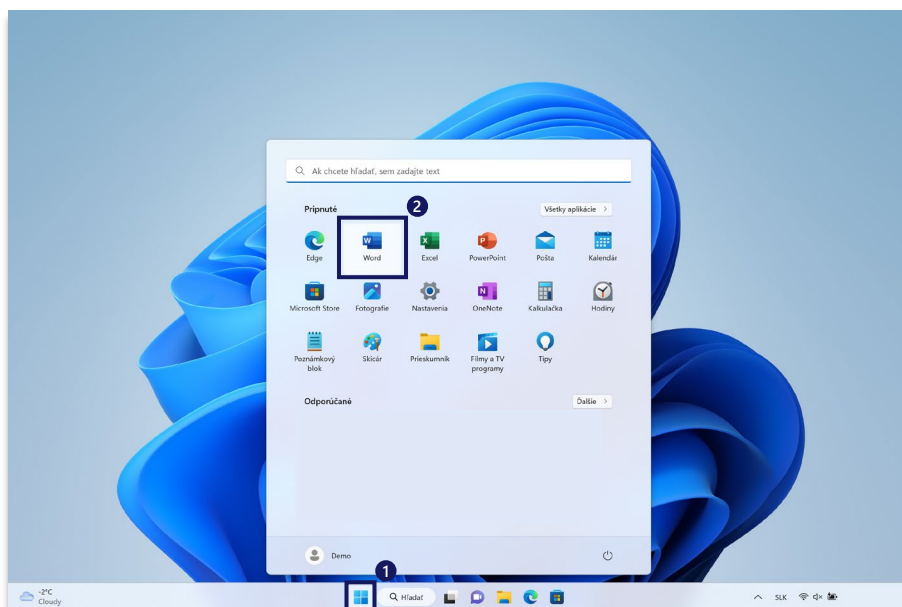 Ak chcete hľadať, sem zadajte text
Pripnuté
2
Všetky aplikácie >
Edge
Word
Excel
PowerPoint
Pošta
Kalendár
Microsoft Store
Fotografie
Nastavenia
OneNote
Kalkulačka
Hodiny
Poznámkový
blok
Skicár
Prieskumník
Filmy a TV
programy
Tipy
Odporúčané
Ďalšie >
Demo
1
-2°C
Cloudy
Hľadať
SLK